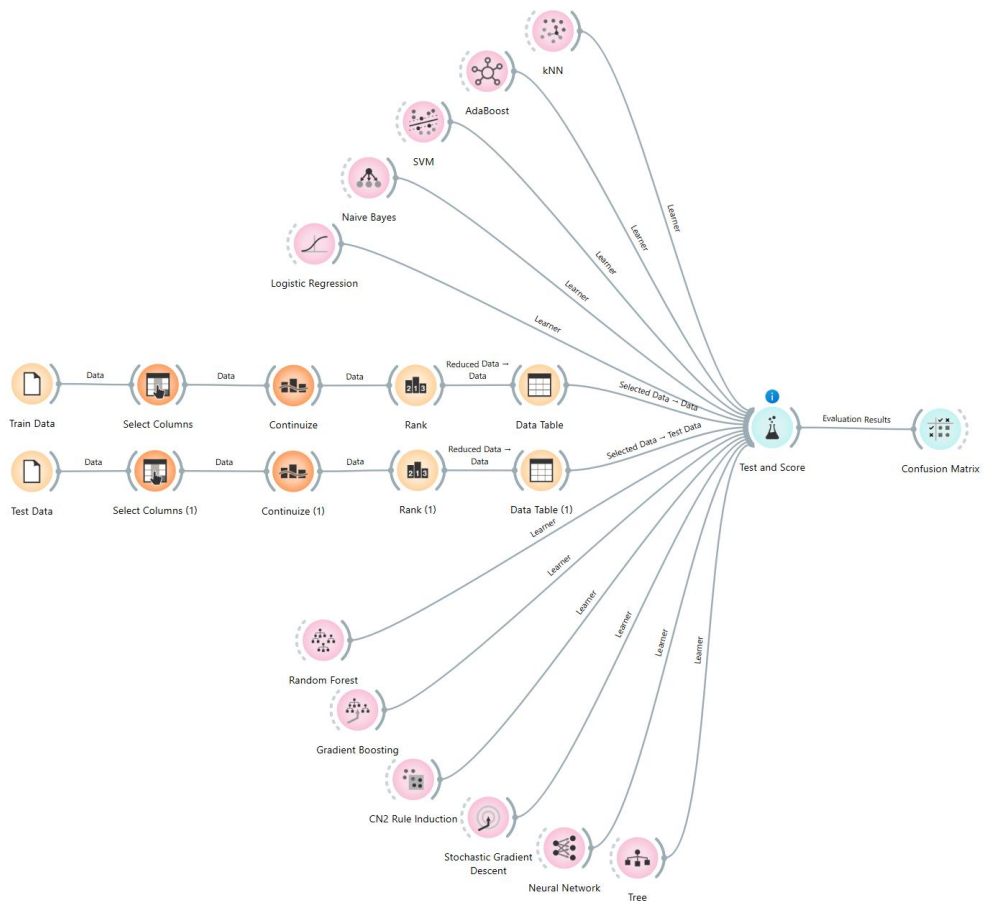 kNN
AdaBoost
SVM
Naive Bayes
Logistic Regression
Learner
Learner
Learner
Learner
Learner
Data
Data
Data
Reduced Data →
Data
Selected Data → Data
Train Data
Select Columns
Continuize
Rank
Data Table
213
i
Evaluation Results
Test and Score
Confusion Matrix
Data
Data
Data
Reduced Data →
Data
Selected Data → Test Data
213
Test Data
Select Columns (1)
Continuize (1)
Rank (1)
Data Table (1)
Learner
Learner
Learner
Learner
Learner
Learner
Random Forest
Gradient Boosting
CN2 Rule Induction
Stochastic Gradient
Descent
Neural Network
Tree